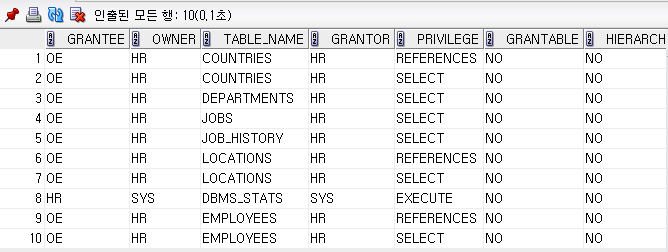 인출된 모든 행: 10(0,1초)
GRANTEE OWNER TABLE_NAME GRANTOR PRIVILEGE GRANTABLE HIERARCH
1 OE HR COUNTRIES HR REFERENCES NO NO
2 OE HR COUNTRIES HR SELECT NO NO
3 OE HR DEPARTMENTS HR SELECT NO NO
4 OE HR JOBS HR SELECT NO NO
5 OE HR JOB_HISTORY HR SELECT NO NO
6 OE HR LOCATIONS HR REFERENCES NO NO
7 OE HR LOCATIONS HR SELECT NO NO
8 HR SYS DBMS_STATS SYS EXECUTE NO NO
9 OE HR EMPLOYEES HR REFERENCES NO NO
10 OE HR EMPLOYEES HR SELECT NO NO